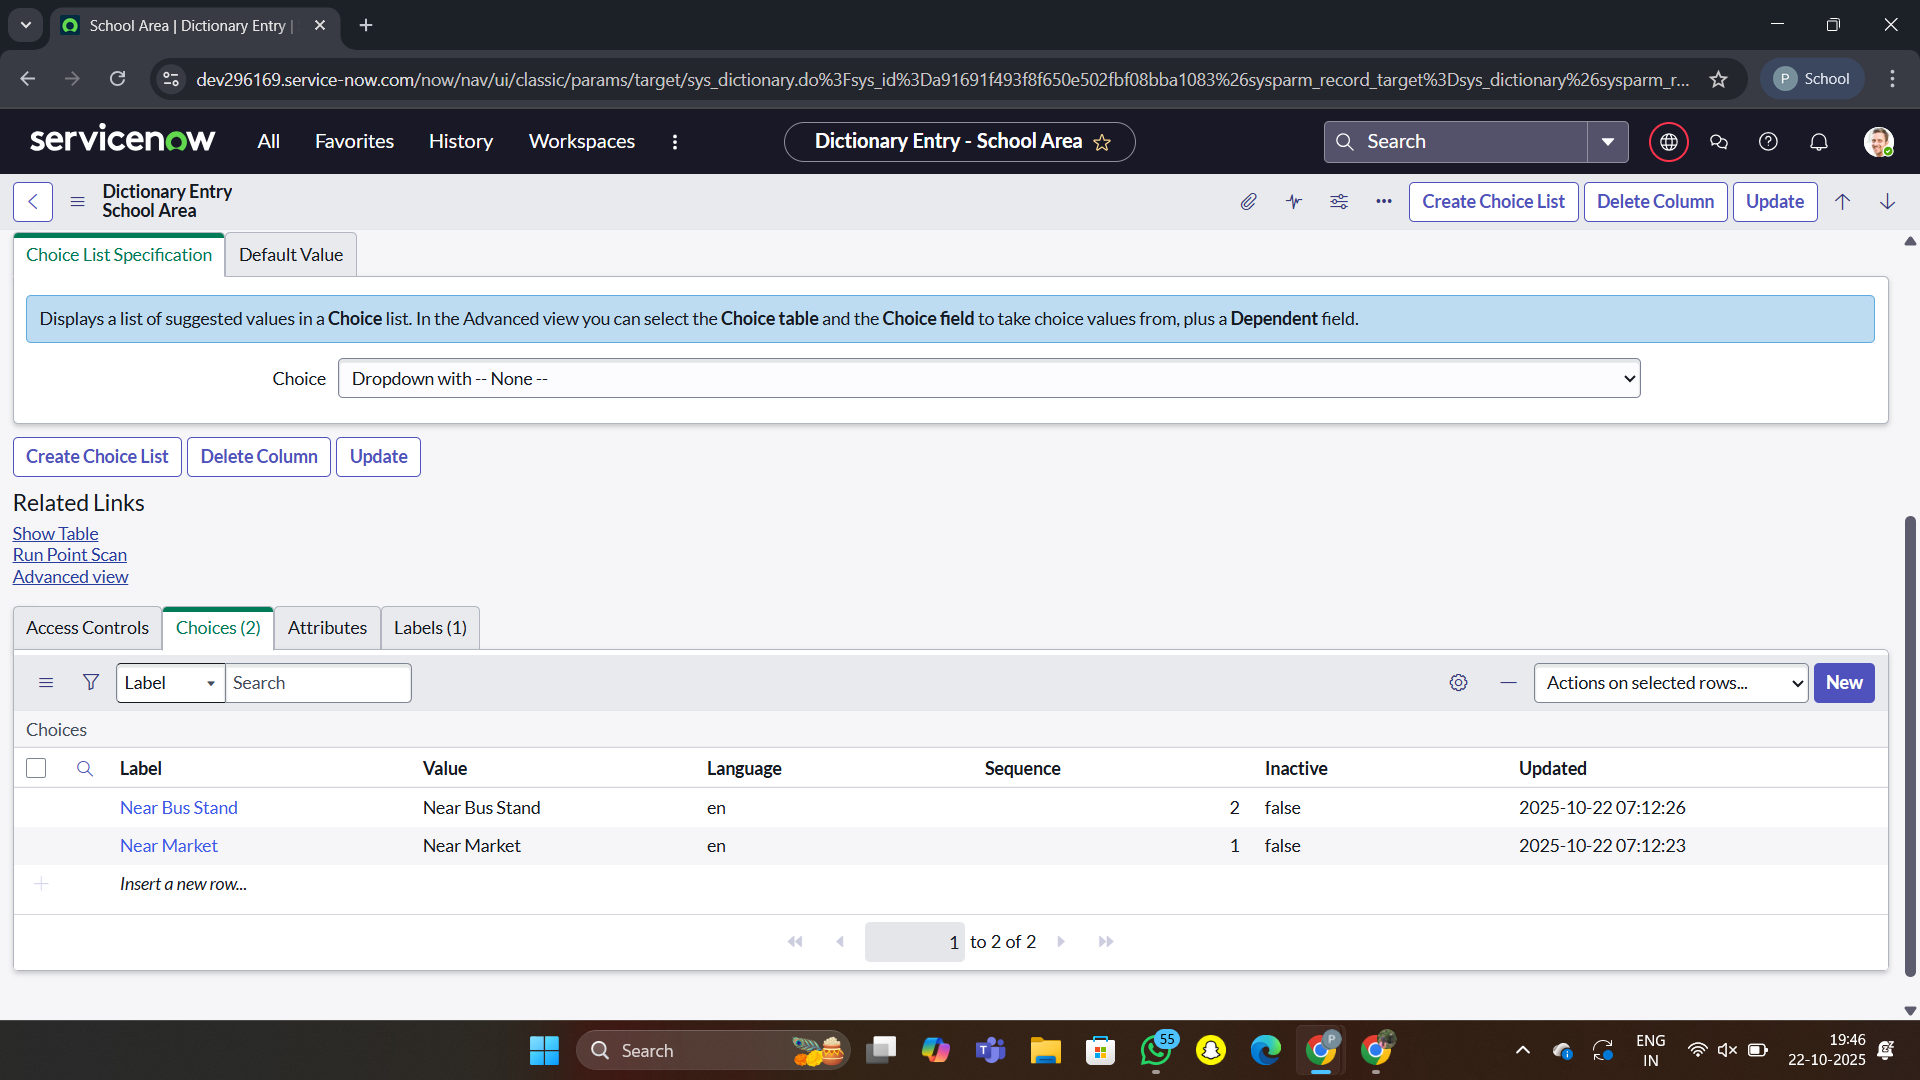 School Area | Dictionary Entry |
dev296169.service-now.com/now/nav/ui/classic/params/target/sys_dictionary.do%3Fsys_id%3Da91691f493f8f650e502fbf08bba1083%26sysparm_record_target%3Dsys_dictionary%26sysparm_r...
P School
servicenow All Favorites History Workspaces Dictionary Entry - School Area Search
Dictionary Entry
School Area
Create Choice List Delete Column Update
Choice List Specification Default Value
Displays a list of suggested values in a Choice list. In the Advanced view you can select the Choice table and the Choice field to take choice values from, plus a Dependent field.
Choice Dropdown with -- None --
Create Choice List Delete Column Update
Related Links
Show Table
Run Point Scan
Advanced view
Access Controls Choices (2) Attributes Labels (1)
Label Search Actions on selected rows... New
Choices
Label Value Language Sequence Inactive Updated
Near Bus Stand Near Bus Stand en 2 false 2025-10-22 07:12:26
Near Market Near Market en 1 false 2025-10-22 07:12:23
Insert a new row...
1 to 2 of 2
Search 55 P ENG 19:46
IN 22-10-2025